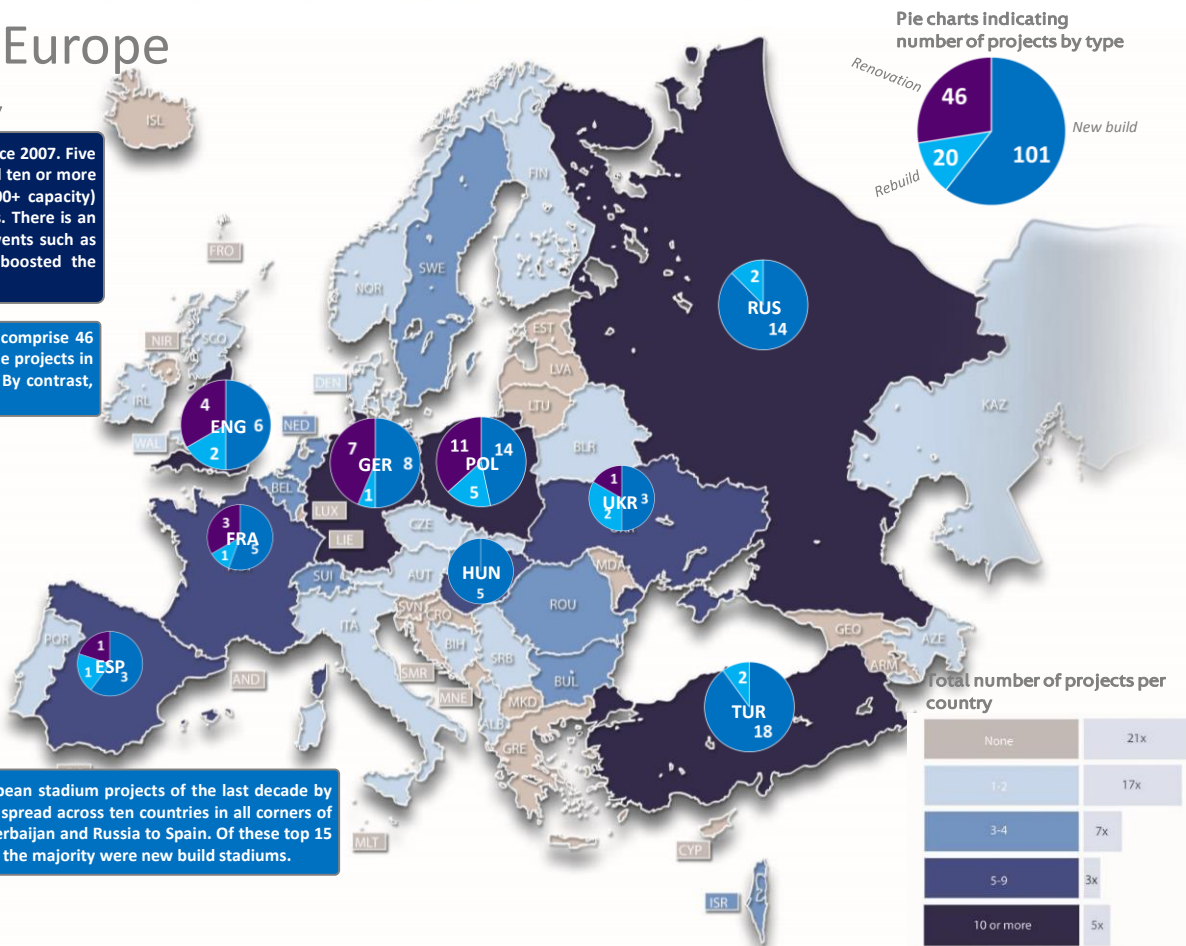 Europe
Pie charts indicating
number of projects by type
Renovation
46
New build
101
Rebuild
20
ce 2007. Five
l ten or more
00+ capacity)
s. There is an
vents such as
boosted the
comprise 46
e projects in
By contrast,
ISL
FRO
NOR
SWE
FIN
RUS
2
14
NIR
SCO
IRL
WAL
DEN
NED
EST
LVA
LTU
BLR
KAZ
ENG
4
6
2
GER
7
8
1
POL
11
14
5
UKR
1
3
2
BEL
LUX
LIE
CZE
FRA
3
5
1
SUI
AUT
HUN
5
MDA
ROU
ITA
SVN
CRO
BIH
SRB
BUL
POR
ESP
1
1
3
AND
SMR
MNE
MKD
ALB
GRE
TUR
2
18
GEO
AZE
ARM
MLT
CYP
ISR
Total number of projects per
country
None 21x
1-2 17x
3-4 7x
5-9 3x
10 or more 5x
pean stadium projects of the last decade by
spread across ten countries in all corners of
erbaijan and Russia to Spain. Of these top 15
the majority were new build stadiums.